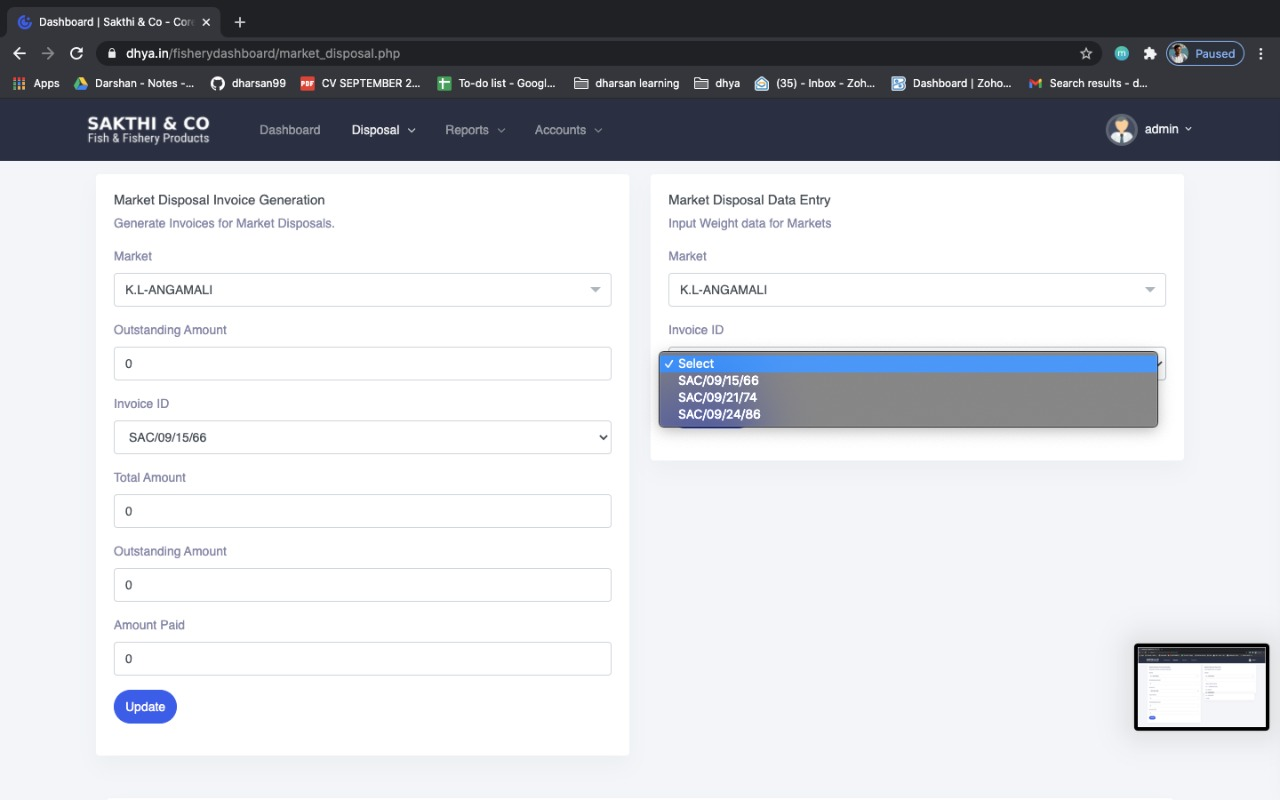 Dashboard | Sakthi & Co - Core
dhya.in/fisherydashboard/market_disposal.php
Paused
Apps
Darshan - Notes -...
dharsan99
PDF
CV SEPTEMBER 2...
To-do list - Googl...
dharsan learning
dhya
(35) - Inbox - Zoh...
Dashboard | Zoho...
Search results - d...
SAKTHI & CO
Fish & Fishery Products
Dashboard
Disposal
Reports
Accounts
admin
Market Disposal Invoice Generation
Generate Invoices for Market Disposals.
Market
K.L-ANGAMALI
Outstanding Amount
0
Invoice ID
SAC/09/15/66
Total Amount
0
Outstanding Amount
0
Amount Paid
0
Update
Market Disposal Data Entry
Input Weight data for Markets
Market
K.L-ANGAMALI
Invoice ID
Select
SAC/09/15/66
SAC/09/21/74
SAC/09/24/86